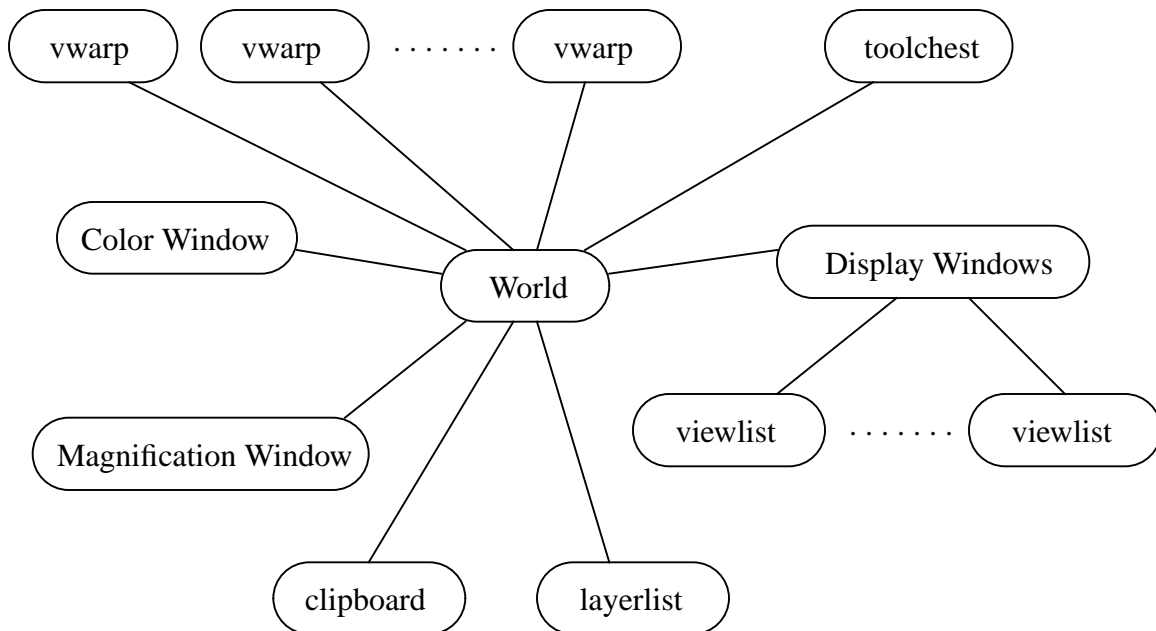 vwarp
vwarp
. . . . . . .
vwarp
toolchest
Color Window
World
Display Windows
viewlist
. . . . . . .
viewlist
Magnification Window
clipboard
layerlist